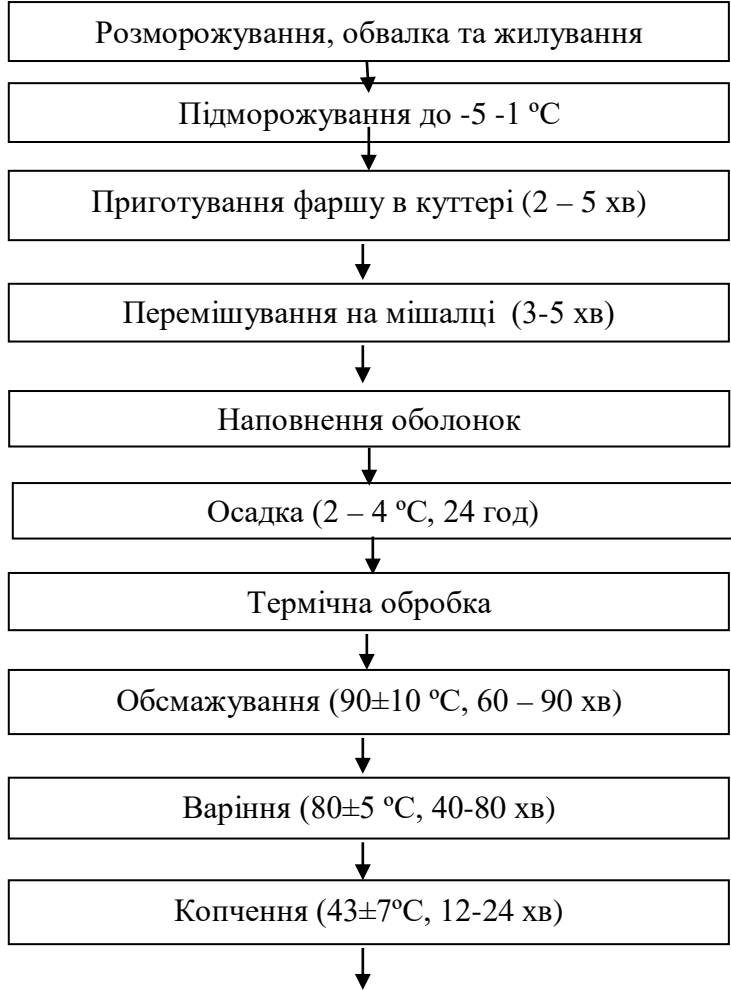 Розморожування, обвалка та жилування
Підморожування до -5 -1 ºС
Приготування фаршу в куттері (2 – 5 хв)
Перемішування на мішалці (3-5 хв)
Наповнення оболонок
Осадка (2 – 4 ºС, 24 год)
Термічна обробка
Обсмажування (90±10 ºС, 60 – 90 хв)
Варіння (80±5 ºС, 40-80 хв)
Копчення (43±7ºС, 12-24 хв)